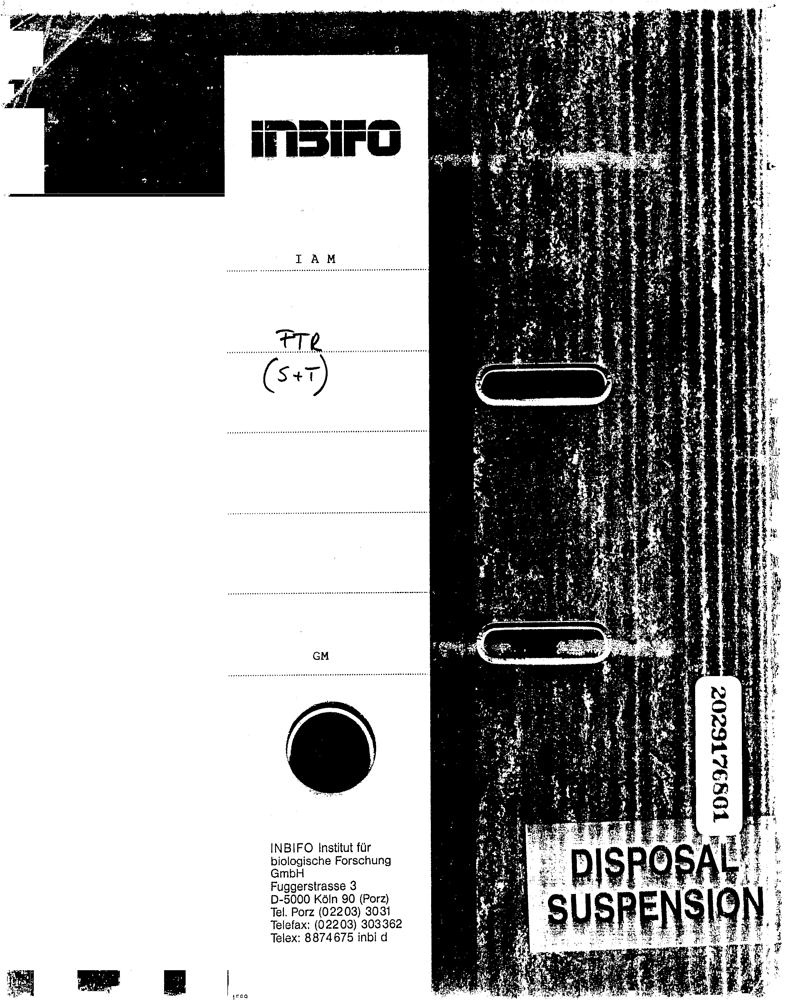 INBIFO
I A M
PTR
(S+T)
GM
INBIFO Institut für
biologische Forschung
GmbH
Fuggerstrasse 3
D-5000 Köln 90 (Porz)
Tel. Porz (02203) 3031
Telefax: (02203) 303362
Telex: 8874675 inbi d
2029176801
DISPOSAL
SUSPENSION